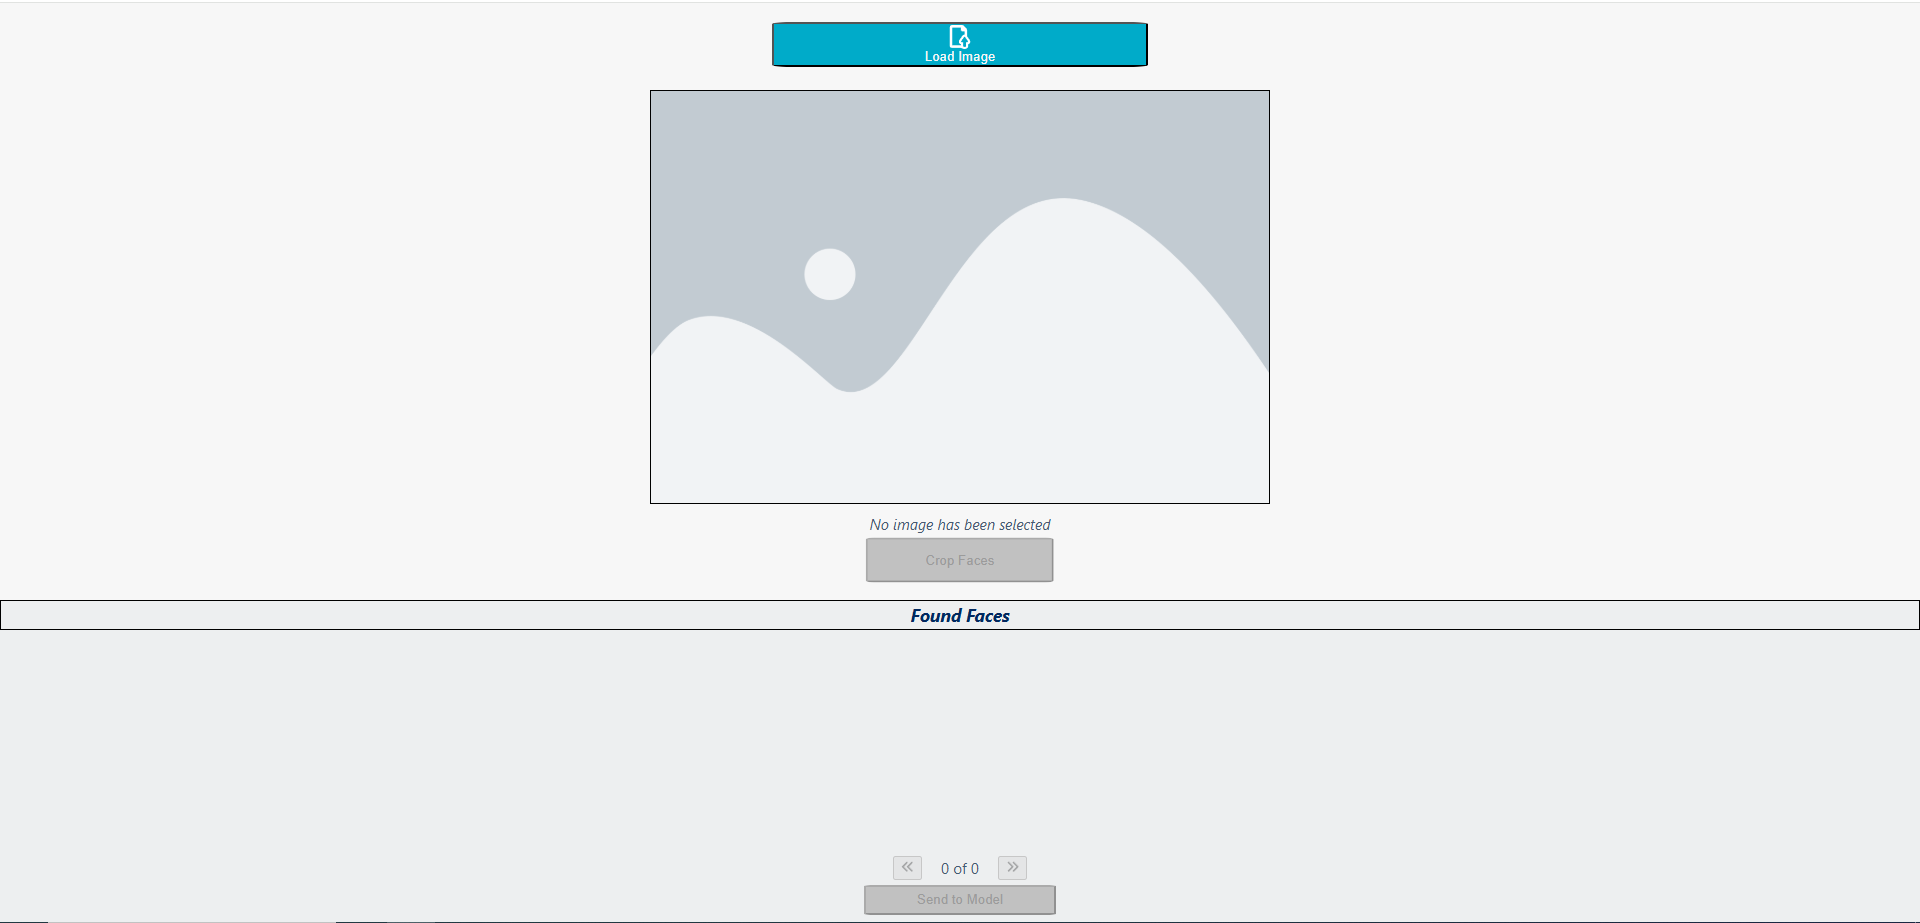 Load Image
No image has been selected
Crop Faces
Found Faces
0 of 0
Send to Model